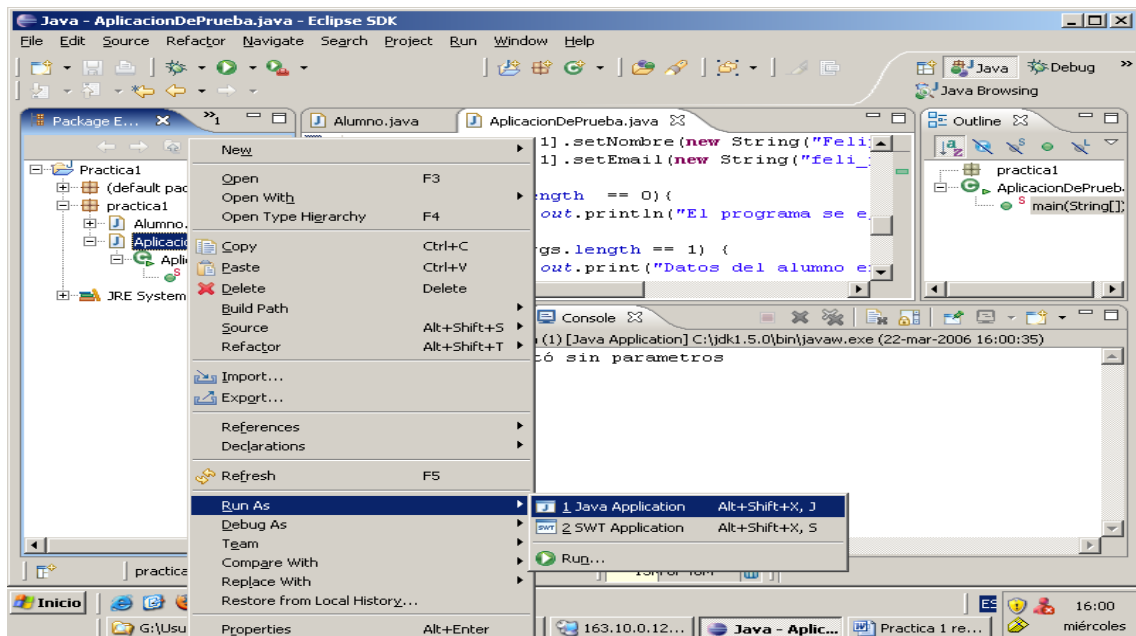 Java - AplicacionDePrueba.java - Eclipse SDK
File Edit Source Refactor Navigate Search Project Run Window Help
Java Debug »
Java Browsing
Package E... »1
Practica1
(default pac
practica1
Alumno.
Aplicacio
Apli
S
JRE System
New
Open F3
Open With
Open Type Hierarchy F4
Copy Ctrl+C
Paste Ctrl+V
Delete Delete
Build Path
Source Alt+Shift+S
Refactor Alt+Shift+T
Import...
Export...
References
Declarations
Refresh F5
Run As
Debug As
Team
Compare With
Replace With
Restore from Local History...
Properties Alt+Enter
1 Java Application Alt+Shift+X, J
2 SWT Application Alt+Shift+X, S
Run...
Alumno.java AplicacionDePrueba.java
1].setNombre(new String("Feli
1].setEmail(new String("feli_
ngth == 0){
out.println("El programa se e
gs.length == 1) {
out.print("Datos del alumno e
Outline
practica1
AplicacionDePrueb
S main(String[])
Console
(1) [Java Application] C:\jdk1.5.0\bin\javaw.exe (22-mar-2006 16:00:35)
tó sin parametros
practica
Inicio
G:\Usu
163.10.0.12...
Java - Aplic...
Practica 1 re...
ES
16:00
miércoles